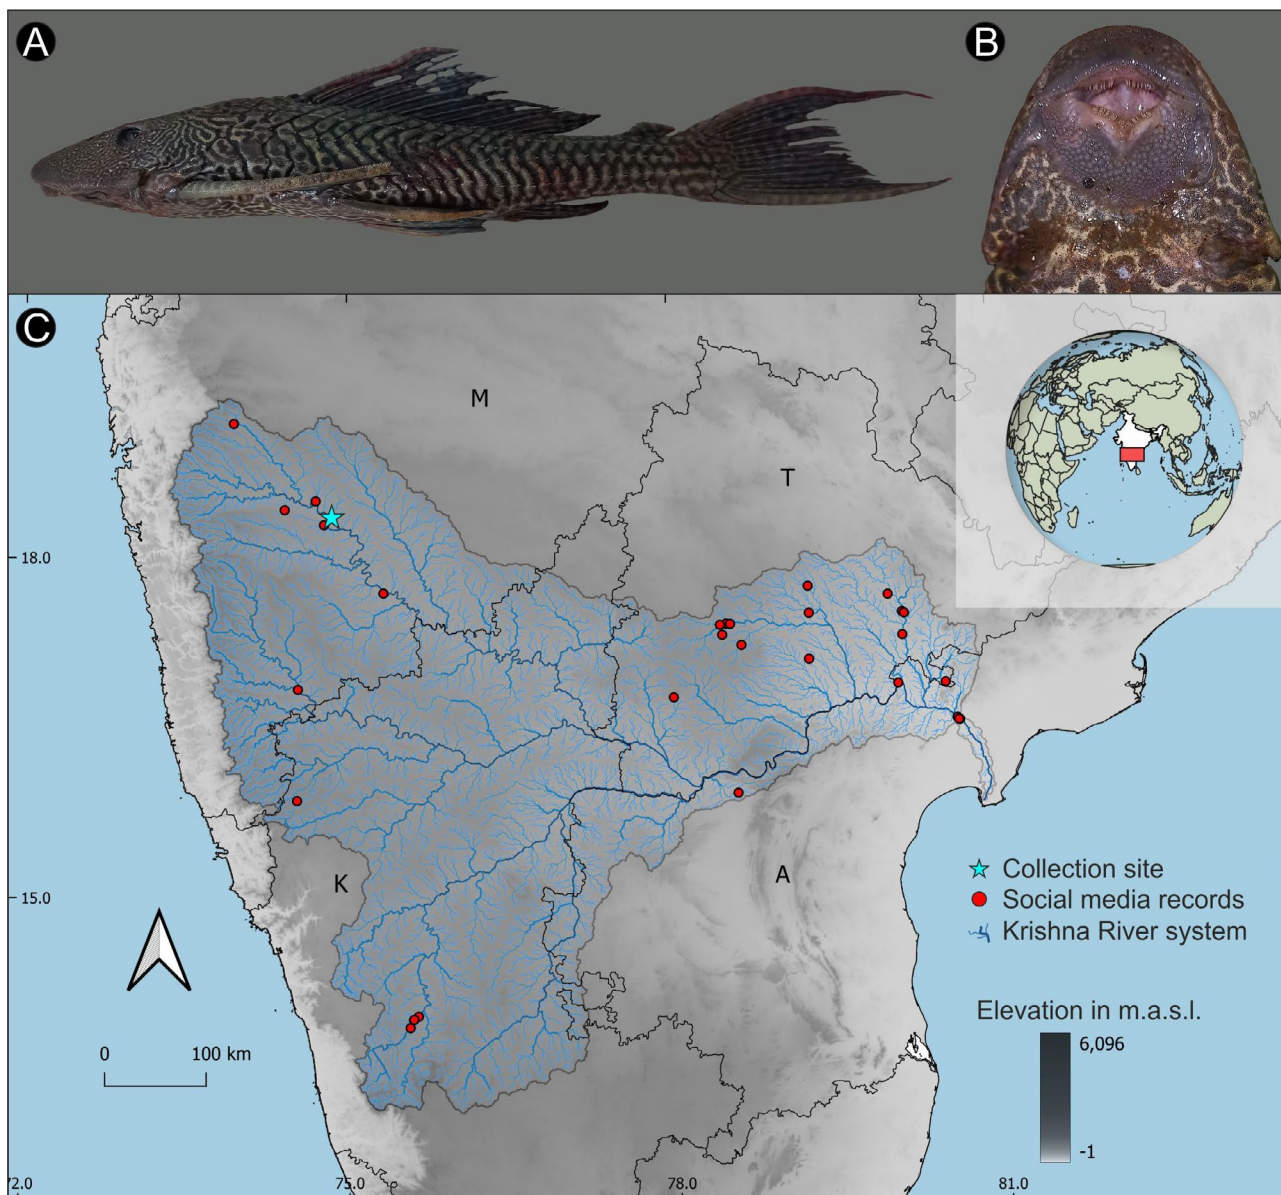 A
B
C
M
T
18.0
K
A
15.0
Collection site
Social media records
Krishna River system
Elevation in m.a.s.l.
6,096
-1
0 100 km
72.0 75.0 78.0 81.0